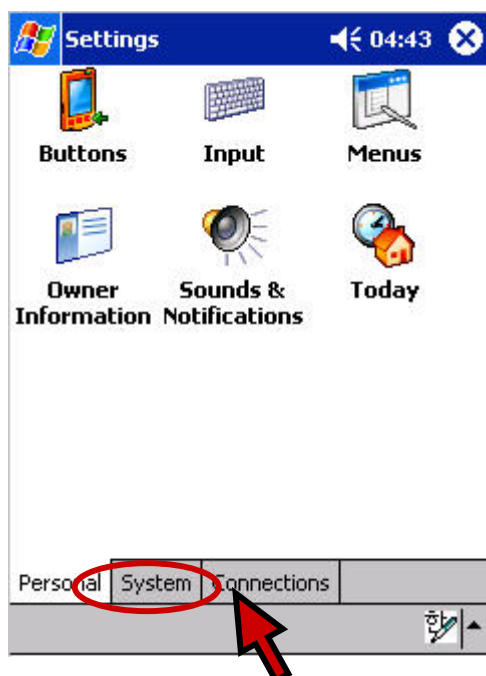 Settings 04:43
Buttons Input Menus
Owner Sounds & Today
Information Notifications
Personal System Connections